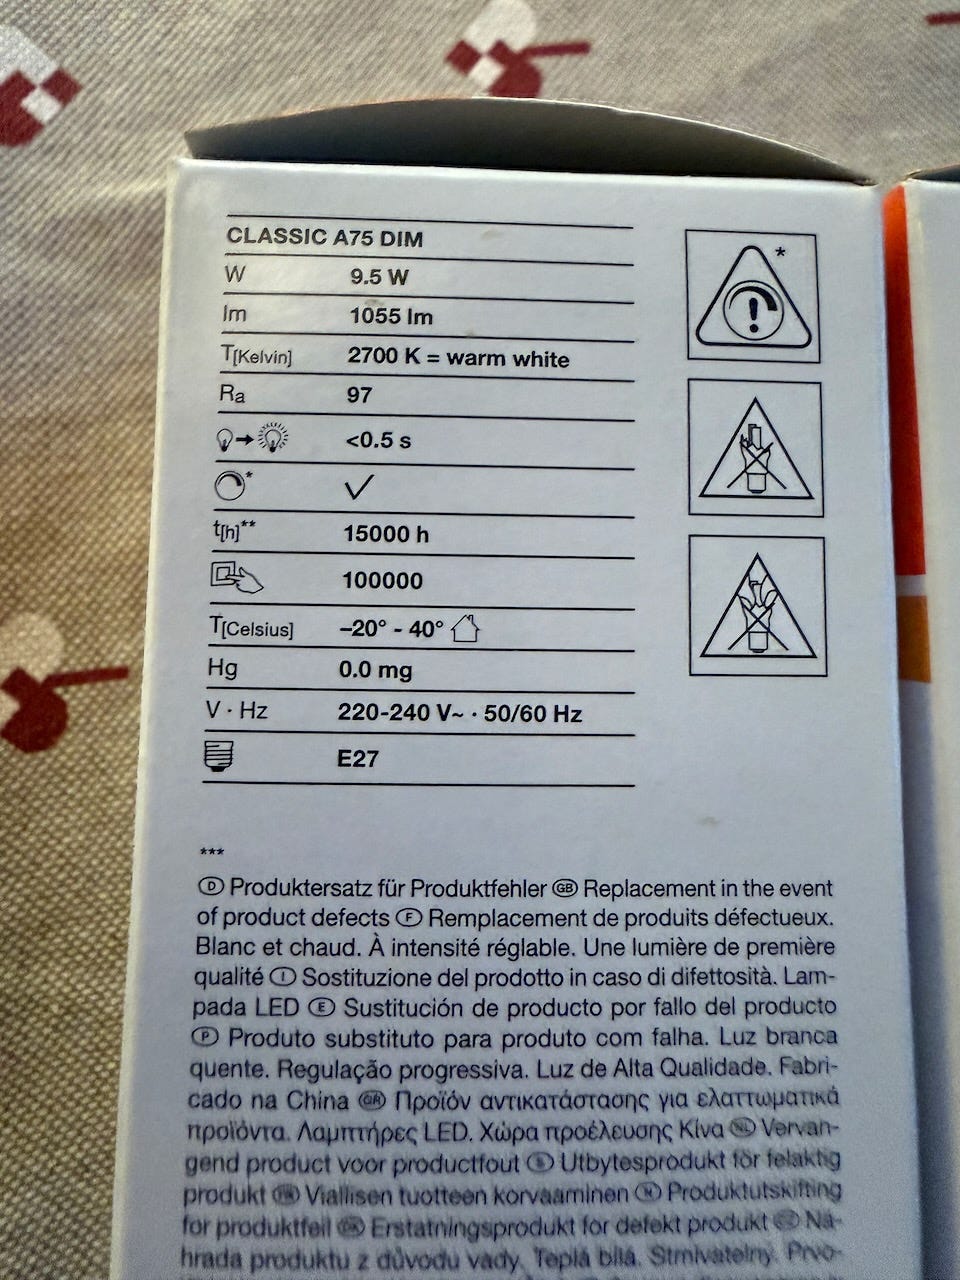 CLASSIC A75 DIM
W 9.5 W
lm 1055 lm
T[Kelvin] 2700 K = warm white
Ra 97
<0.5 s
* ✓
t[h]** 15000 h
100000
T[Celsius] –20° - 40°
Hg 0.0 mg
V · Hz 220-240 V~ · 50/60 Hz
E27
*
!
***
(D) Produktersatz für Produktfehler (GB) Replacement in the event
of product defects (F) Remplacement de produits défectueux.
Blanc et chaud. À intensité réglable. Une lumière de première
qualité (I) Sostituzione del prodotto in caso di difettosità. Lam-
pada LED (E) Sustitución de producto por fallo del producto
(P) Produto substituto para produto com falha. Luz branca
quente. Regulação progressiva. Luz de Alta Qualidade. Fabri-
cado na China (GR) Προϊόν αντικατάστασης για ελαττωματικά
προϊόντα. Λαμπτήρες LED. Χώρα προέλευσης Κίνα (NL) Vervan-
gend product voor productfout (S) Utbytesprodukt för felaktig
produkt (FIN) Viallisen tuotteen korvaaminen (N) Produktutskifting
for produktfeil (DK) Erstatningsprodukt for defekt produkt (CZ) Ná-
hrada produktu z důvodu vady. Teplá bílá. Stmívatelný. Prvo-